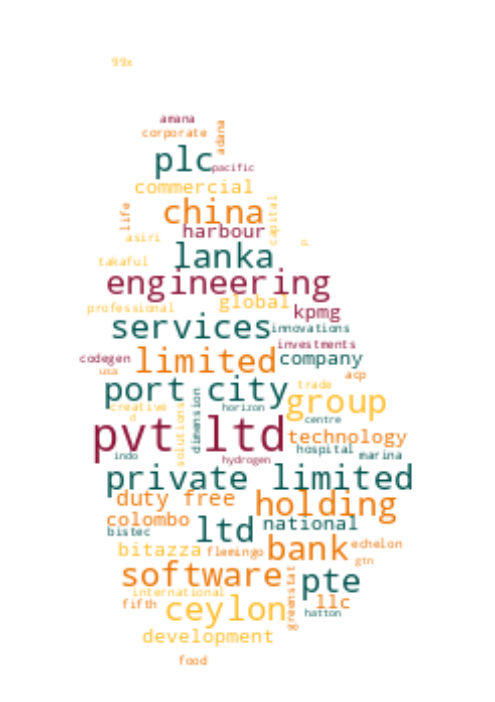 99x
amana
corporate adana
plc pacific
commercial
life china capital
harbour
asiri p
lanka
takaful
engineering
professional global kpmg
services innovations
investments
codegen limited company
usa acp
port city trade
creative solutions dimension horizon group
d centre
pvt ltd technology
hospital
indo hydrogen marina
private limited
duty free holding
colombo ltd national
bistec
bitazza flemingo bank echelon
gtn
software greenstat pte
international
fifth ceylon llc
hatton
development
food